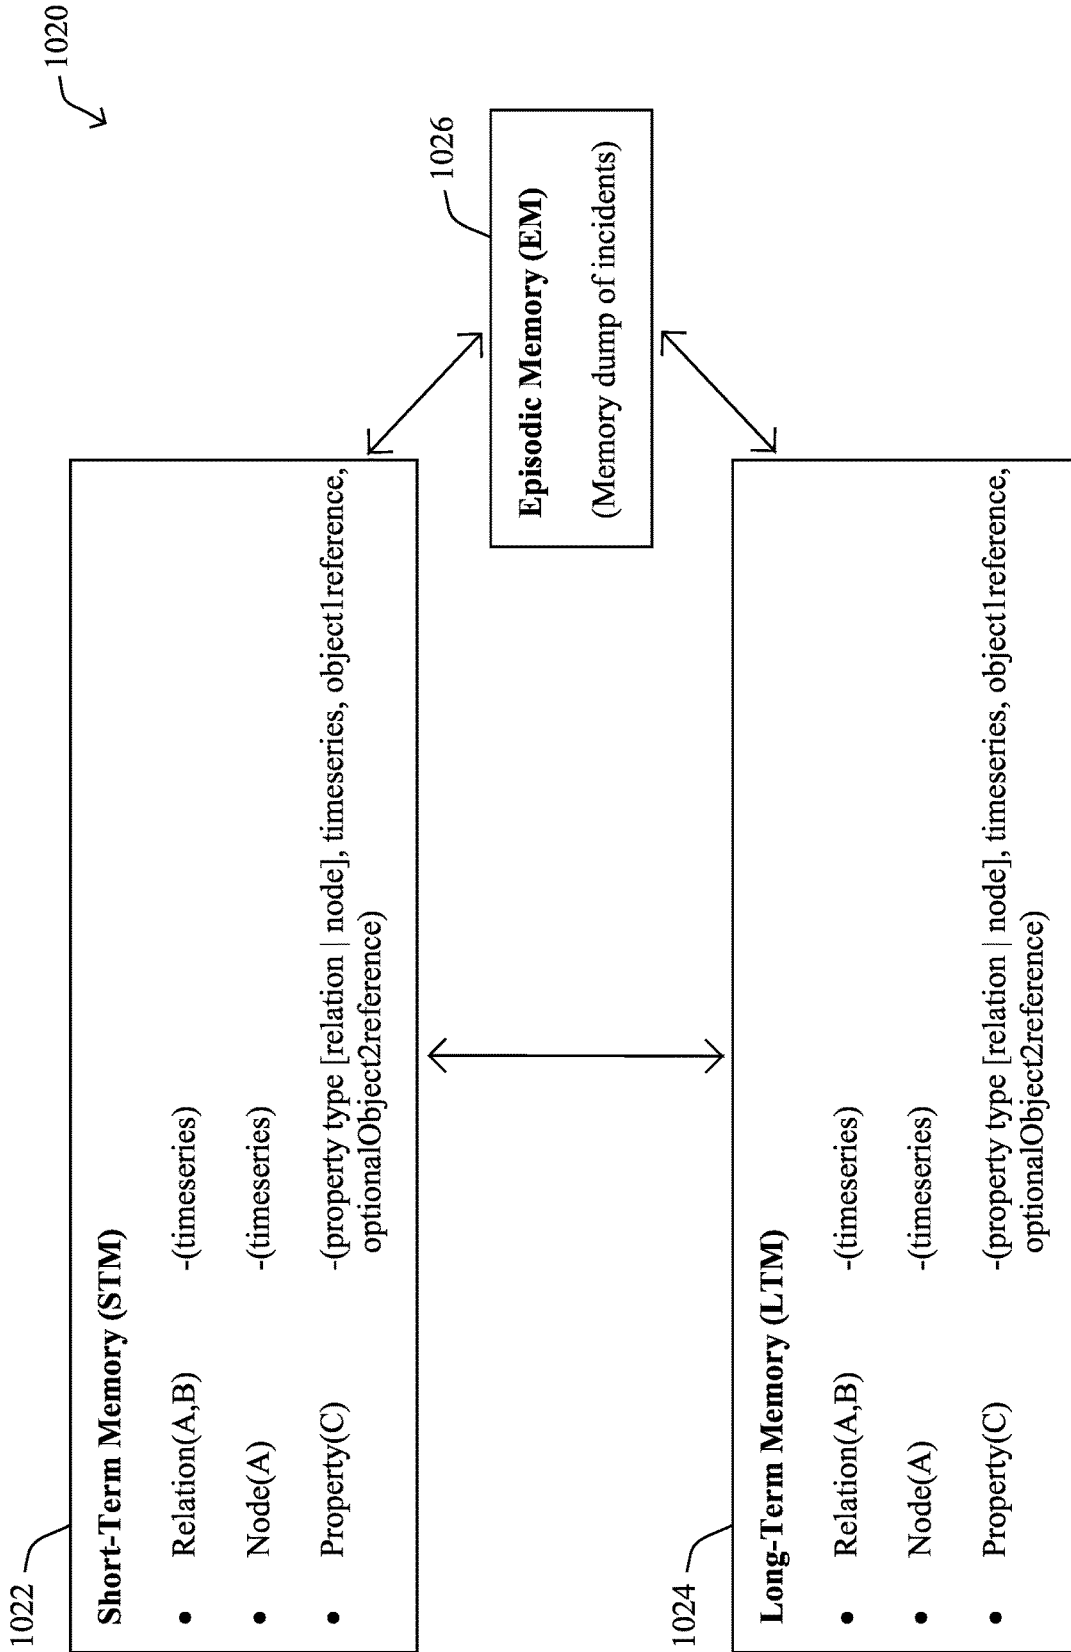 1020
1022
Short-Term Memory (STM)
• Relation(A,B) -(timeseries)
• Node(A) -(timeseries)
• Property(C) -(property type [relation | node], timeseries, object1reference,
optionalObject2reference)
1026
Episodic Memory (EM)
(Memory dump of incidents)
1024
Long-Term Memory (LTM)
• Relation(A,B) -(timeseries)
• Node(A) -(timeseries)
• Property(C) -(property type [relation | node], timeseries, object1reference,
optionalObject2reference)